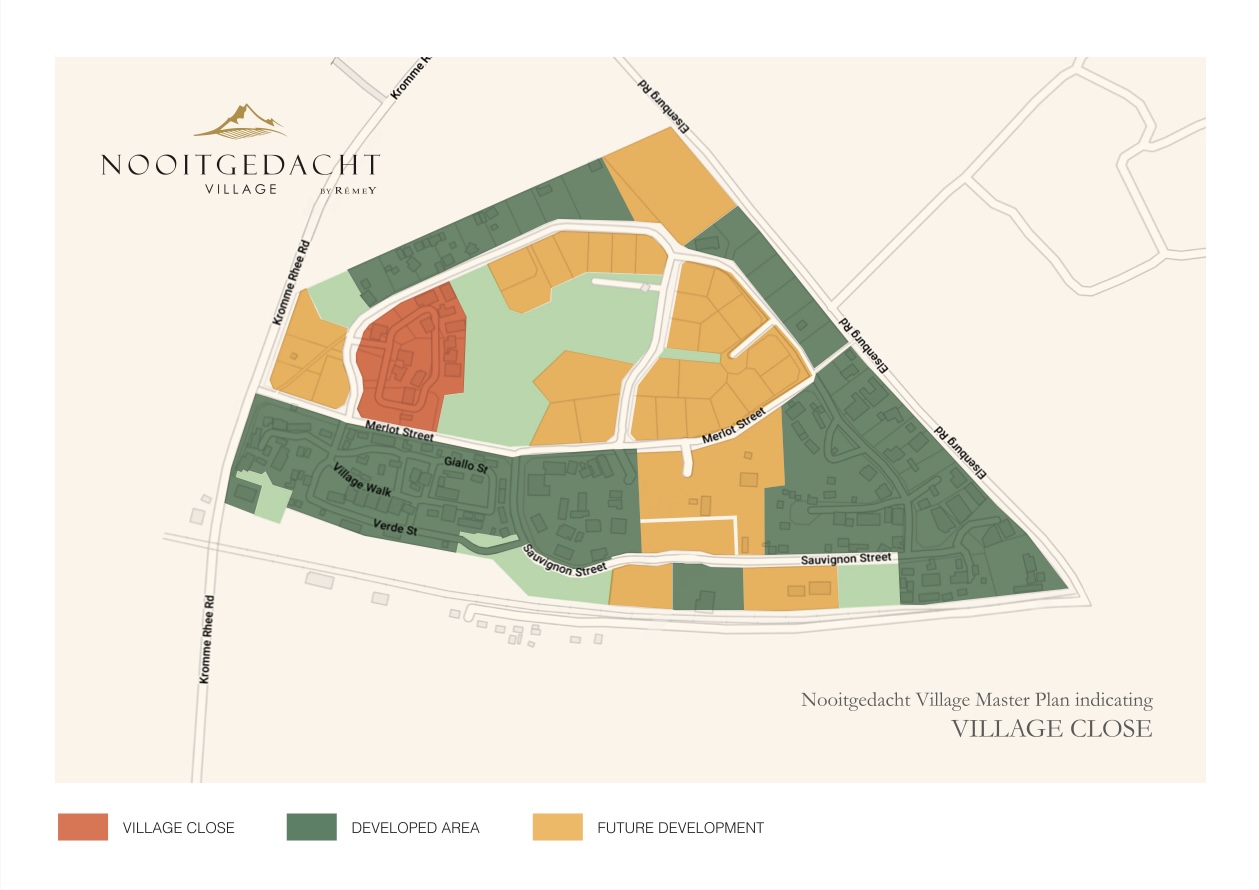 Kromme R
Elsenburg Rd
NOOITGEDACHT
VILLAGE BY RĒMEY
Kromme Rhee Rd
Elsenburg Rd
Merlot Street
Merlot Street
Giallo St
Elsenburg Rd
Village Walk
Verde St
Sauvignon Street
Sauvignon Street
Kromme Rhee Rd
Nooitgedacht Village Master Plan indicating
VILLAGE CLOSE
VILLAGE CLOSE
DEVELOPED AREA
FUTURE DEVELOPMENT